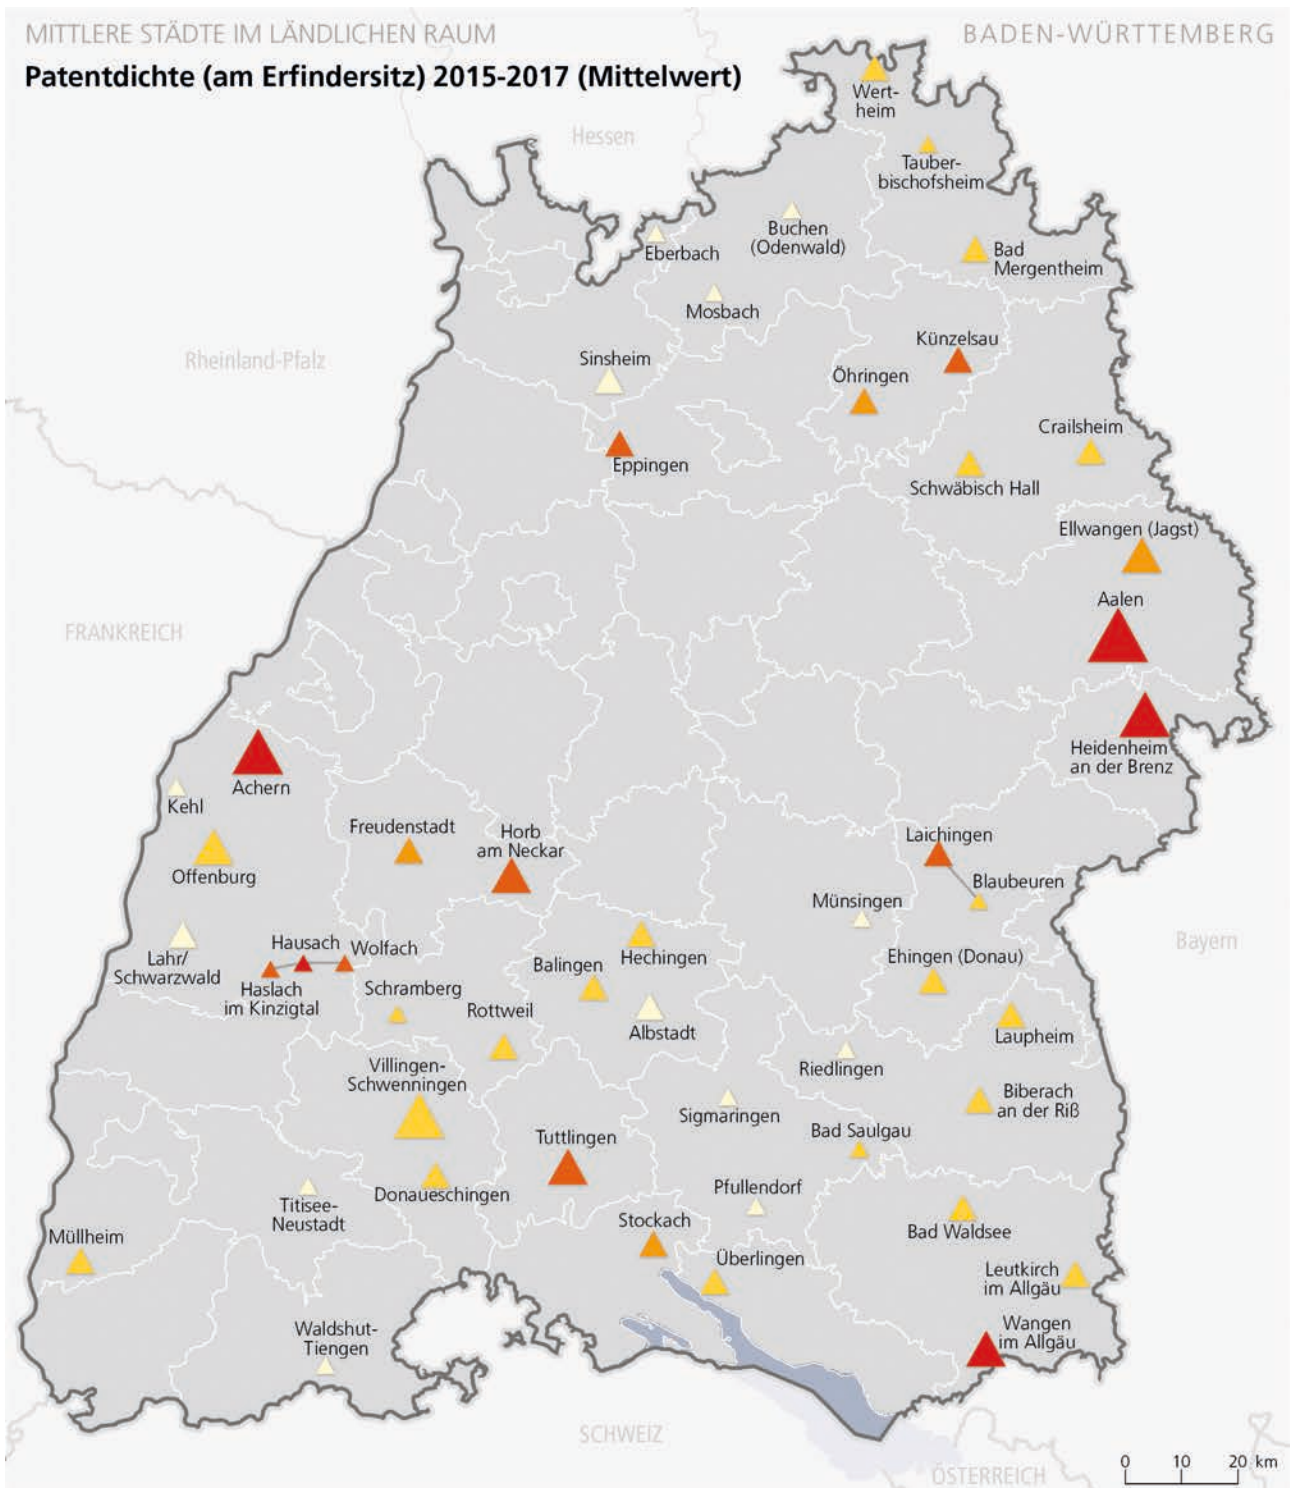 MITTLERE STÄDTE IM LÄNDLICHEN RAUM
BADEN-WÜRTTEMBERG
Patentdichte (am Erfindersitz) 2015-2017 (Mittelwert)
Wert-
heim
Hessen
Tauber-
bischofsheim
Buchen
(Odenwald)
Eberbach
Bad
Mergentheim
Mosbach
Künzelsau
Sinsheim
Rheinland-Pfalz
Öhringen
Crailsheim
Eppingen
Schwäbisch Hall
Ellwangen (Jagst)
Aalen
FRANKREICH
Heidenheim
an der Brenz
Achern
Kehl
Freudenstadt
Horb
am Neckar
Laichingen
Offenburg
Blaubeuren
Münsingen
Bayern
Hausach
Wolfach
Lahr/
Schwarzwald
Hechingen
Ehingen (Donau)
Balingen
Haslach
im Kinzigtal
Schramberg
Rottweil
Albstadt
Laupheim
Villingen-
Schwenningen
Riedlingen
Biberach
an der Riß
Sigmaringen
Bad Saulgau
Tuttlingen
Donaueschingen
Pfullendorf
Titisee-
Neustadt
Stockach
Bad Waldsee
Müllheim
Überlingen
Leutkirch
im Allgäu
Waldshut-
Tiengen
Wangen
im Allgäu
SCHWEIZ
ÖSTERREICH
0 10 20 km